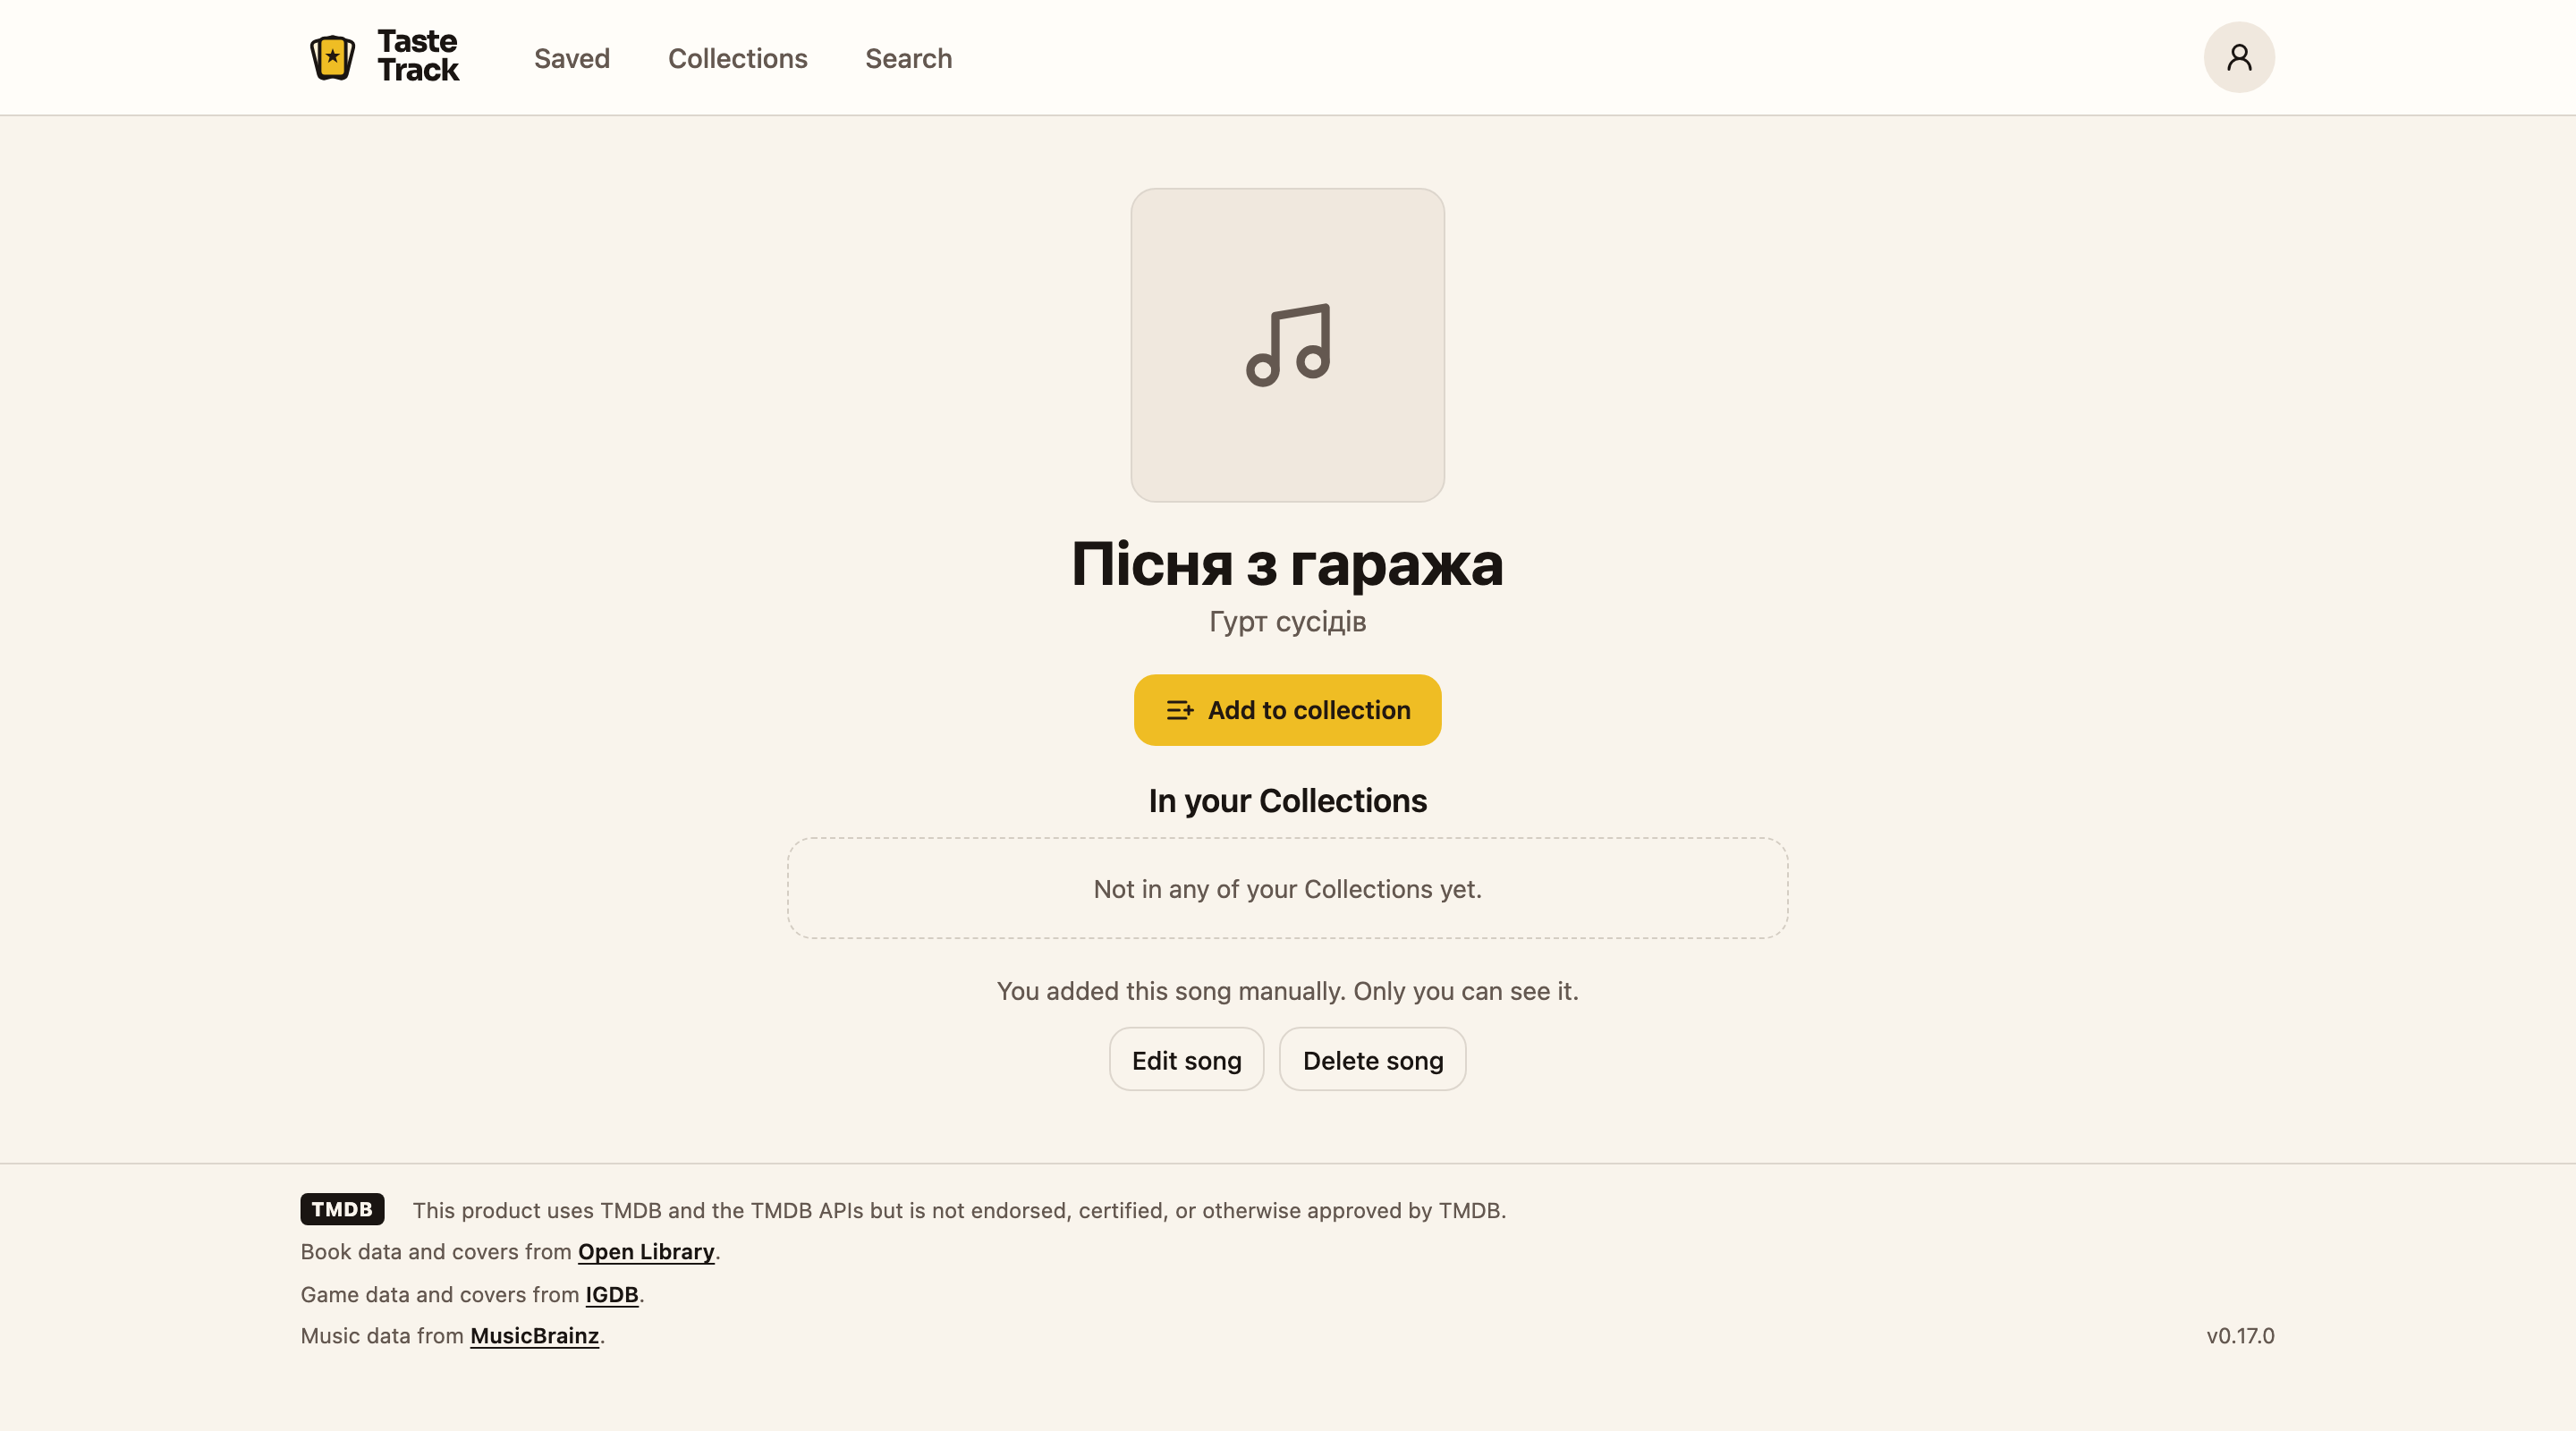 Taste
Track
Saved
Collections
Search
Пісня з гаража
Гурт сусідів
Add to collection
In your Collections
Not in any of your Collections yet.
You added this song manually. Only you can see it.
Edit song
Delete song
TMDB
This product uses TMDB and the TMDB APIs but is not endorsed, certified, or otherwise approved by TMDB.
Book data and covers from Open Library.
Game data and covers from IGDB.
Music data from MusicBrainz.
v0.17.0